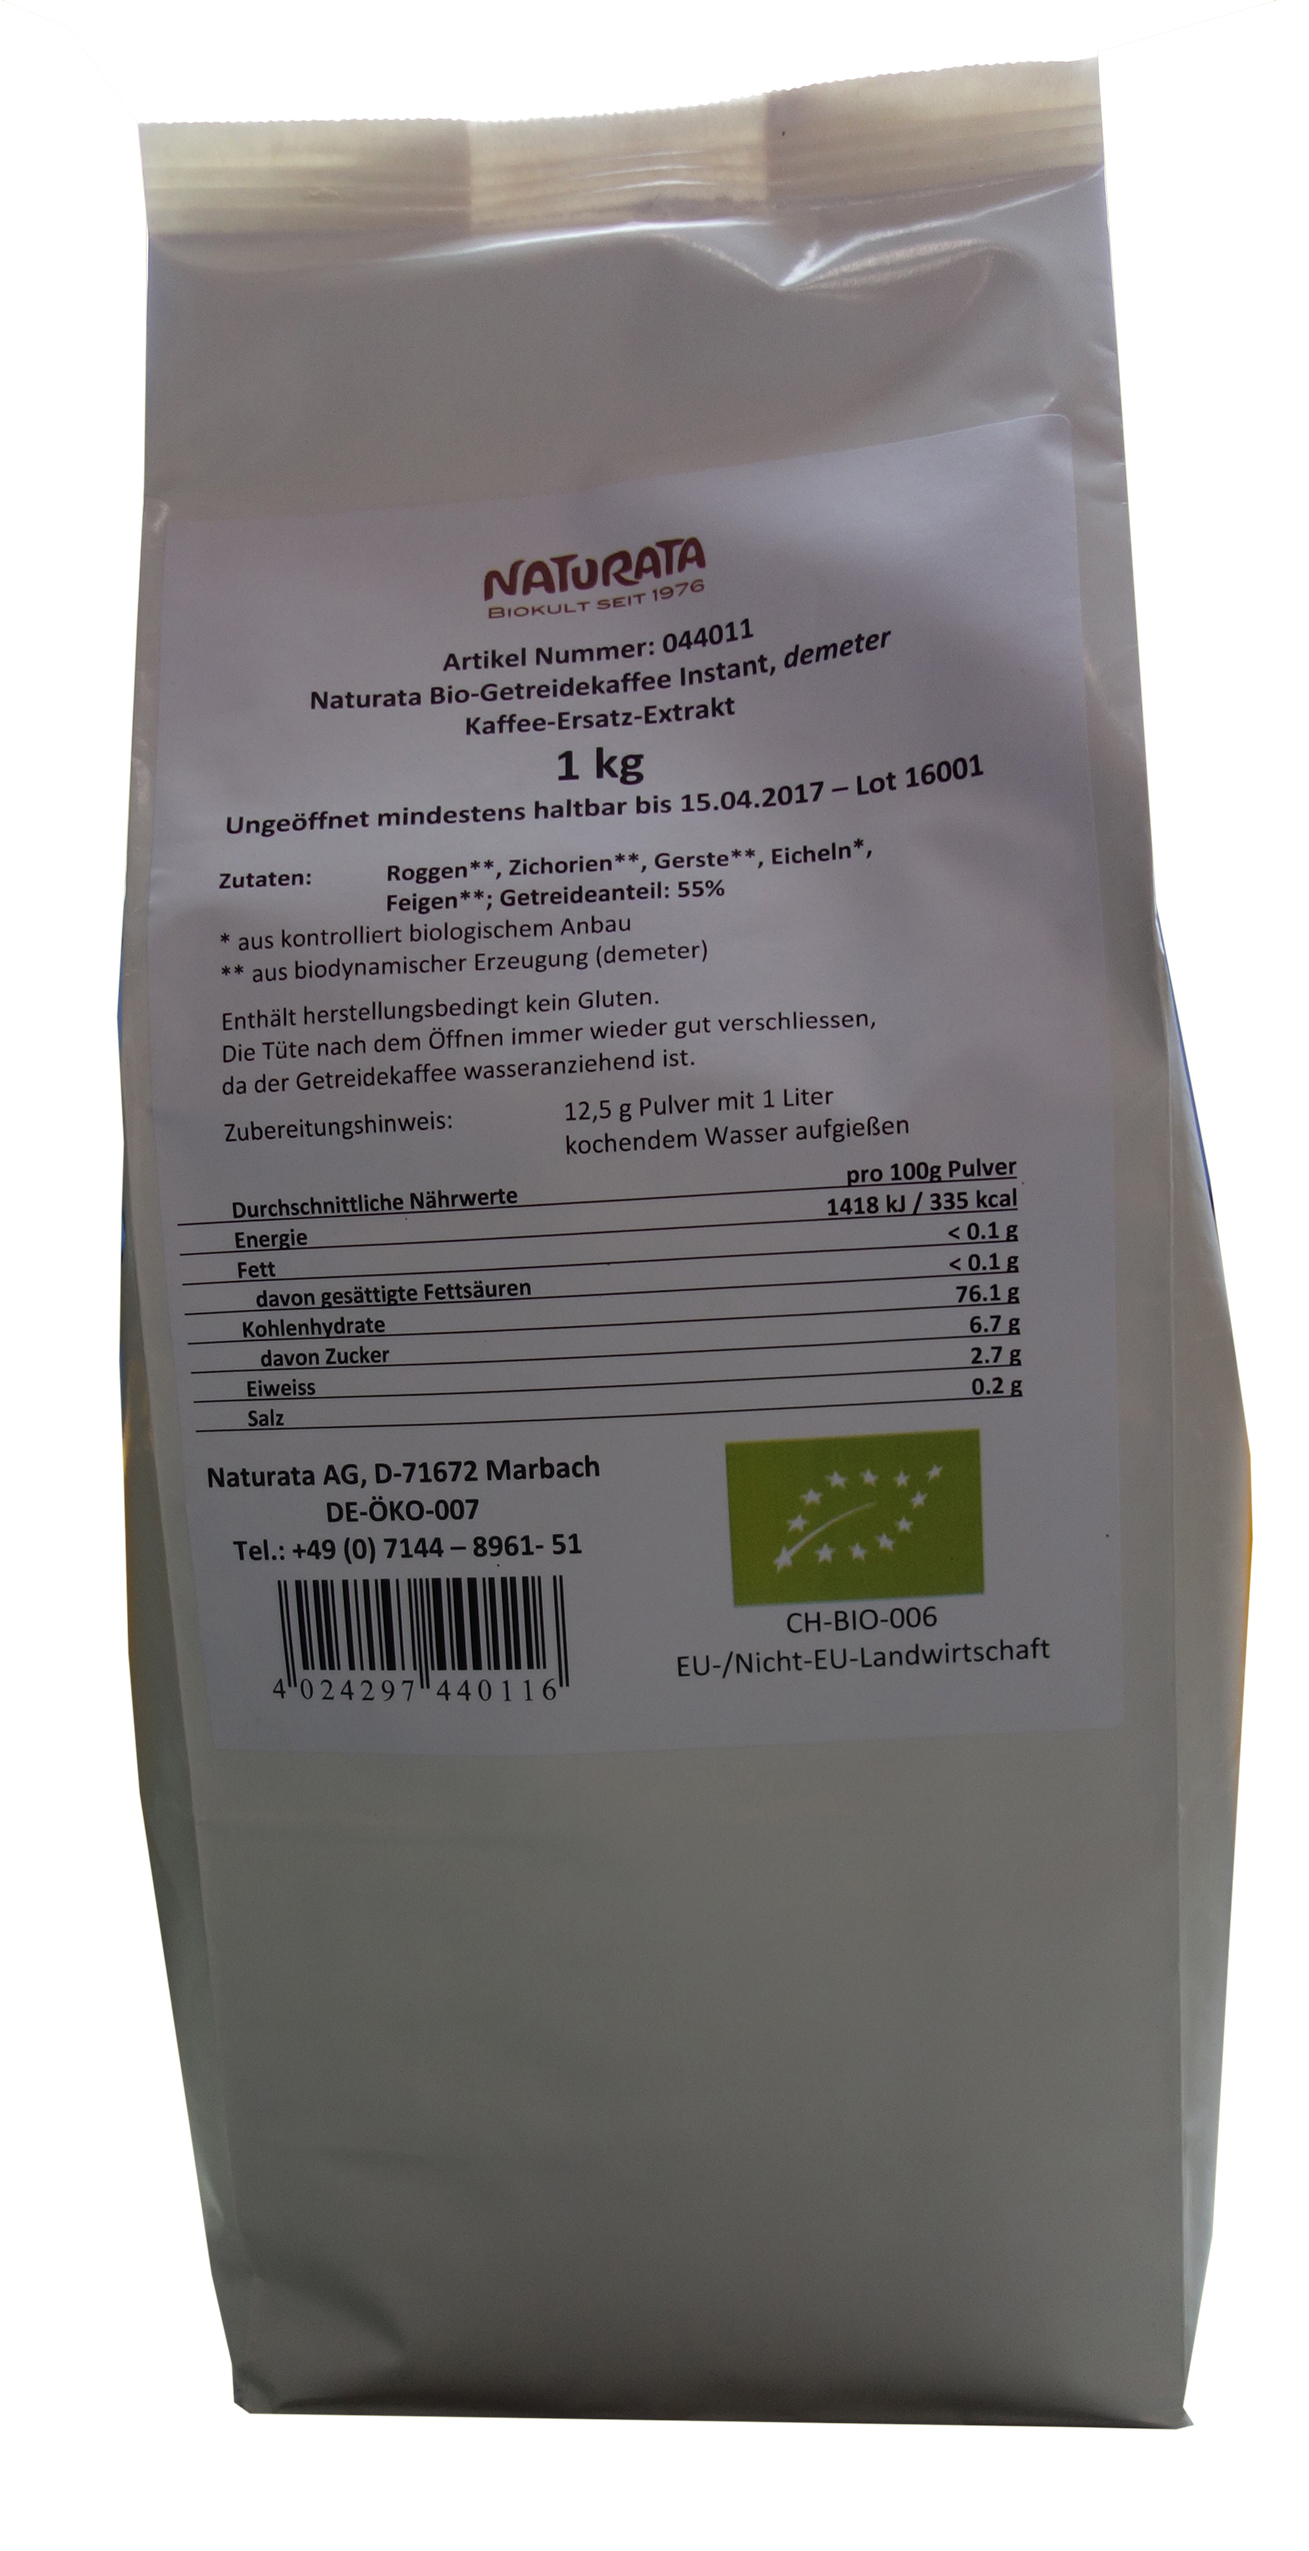 NATURATA
BIOKULT SEIT 1976
Artikel Nummer: 044011
Naturata Bio-Getreidekaffee Instant, demeter
Kaffee-Ersatz-Extrakt
1 kg
Ungeöffnet mindestens haltbar bis 15.04.2017 – Lot 16001
Zutaten: Roggen**, Zichorien**, Gerste**, Eicheln*,
Feigen**; Getreideanteil: 55%
* aus kontrolliert biologischem Anbau
** aus biodynamischer Erzeugung (demeter)
Enthält herstellungsbedingt kein Gluten.
Die Tüte nach dem Öffnen immer wieder gut verschliessen,
da der Getreidekaffee wasseranziehend ist.
Zubereitungshinweis: 12,5 g Pulver mit 1 Liter
kochendem Wasser aufgießen
Durchschnittliche Nährwerte pro 100g Pulver
Energie 1418 kJ / 335 kcal
Fett < 0.1 g
davon gesättigte Fettsäuren < 0.1 g
Kohlenhydrate 76.1 g
davon Zucker 6.7 g
Eiweiss 2.7 g
Salz 0.2 g
Naturata AG, D-71672 Marbach
DE-ÖKO-007
Tel.: +49 (0) 7144 – 8961- 51
4 024297 440116
CH-BIO-006
EU-/Nicht-EU-Landwirtschaft